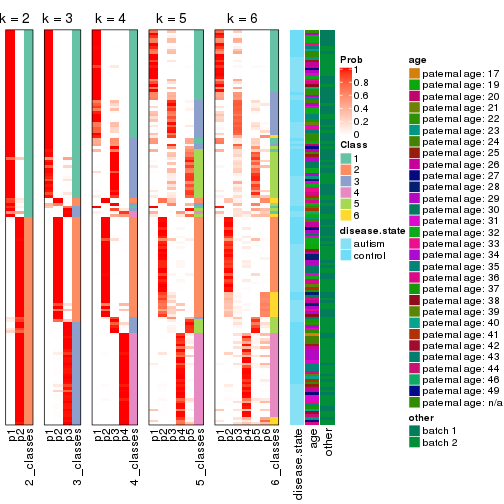 k = 2 k = 3 k = 4 k = 5 k = 6
p1
p2
2_classes
p1
p2
p3
3_classes
p1
p2
p3
p4
4_classes
p1
p2
p3
p4
p5
5_classes
p1
p2
p3
p4
p5
p6
6_classes
disease.state
age
other
Prob
1
0.8
0.6
0.4
0.2
0
Class
1
2
3
4
5
6
disease.state
autism
control
age
paternal age: 17
paternal age: 19
paternal age: 20
paternal age: 21
paternal age: 22
paternal age: 23
paternal age: 24
paternal age: 25
paternal age: 26
paternal age: 27
paternal age: 28
paternal age: 29
paternal age: 30
paternal age: 31
paternal age: 32
paternal age: 33
paternal age: 34
paternal age: 35
paternal age: 36
paternal age: 37
paternal age: 38
paternal age: 39
paternal age: 40
paternal age: 41
paternal age: 42
paternal age: 43
paternal age: 44
paternal age: 46
paternal age: 49
paternal age: n/a
other
batch 1
batch 2